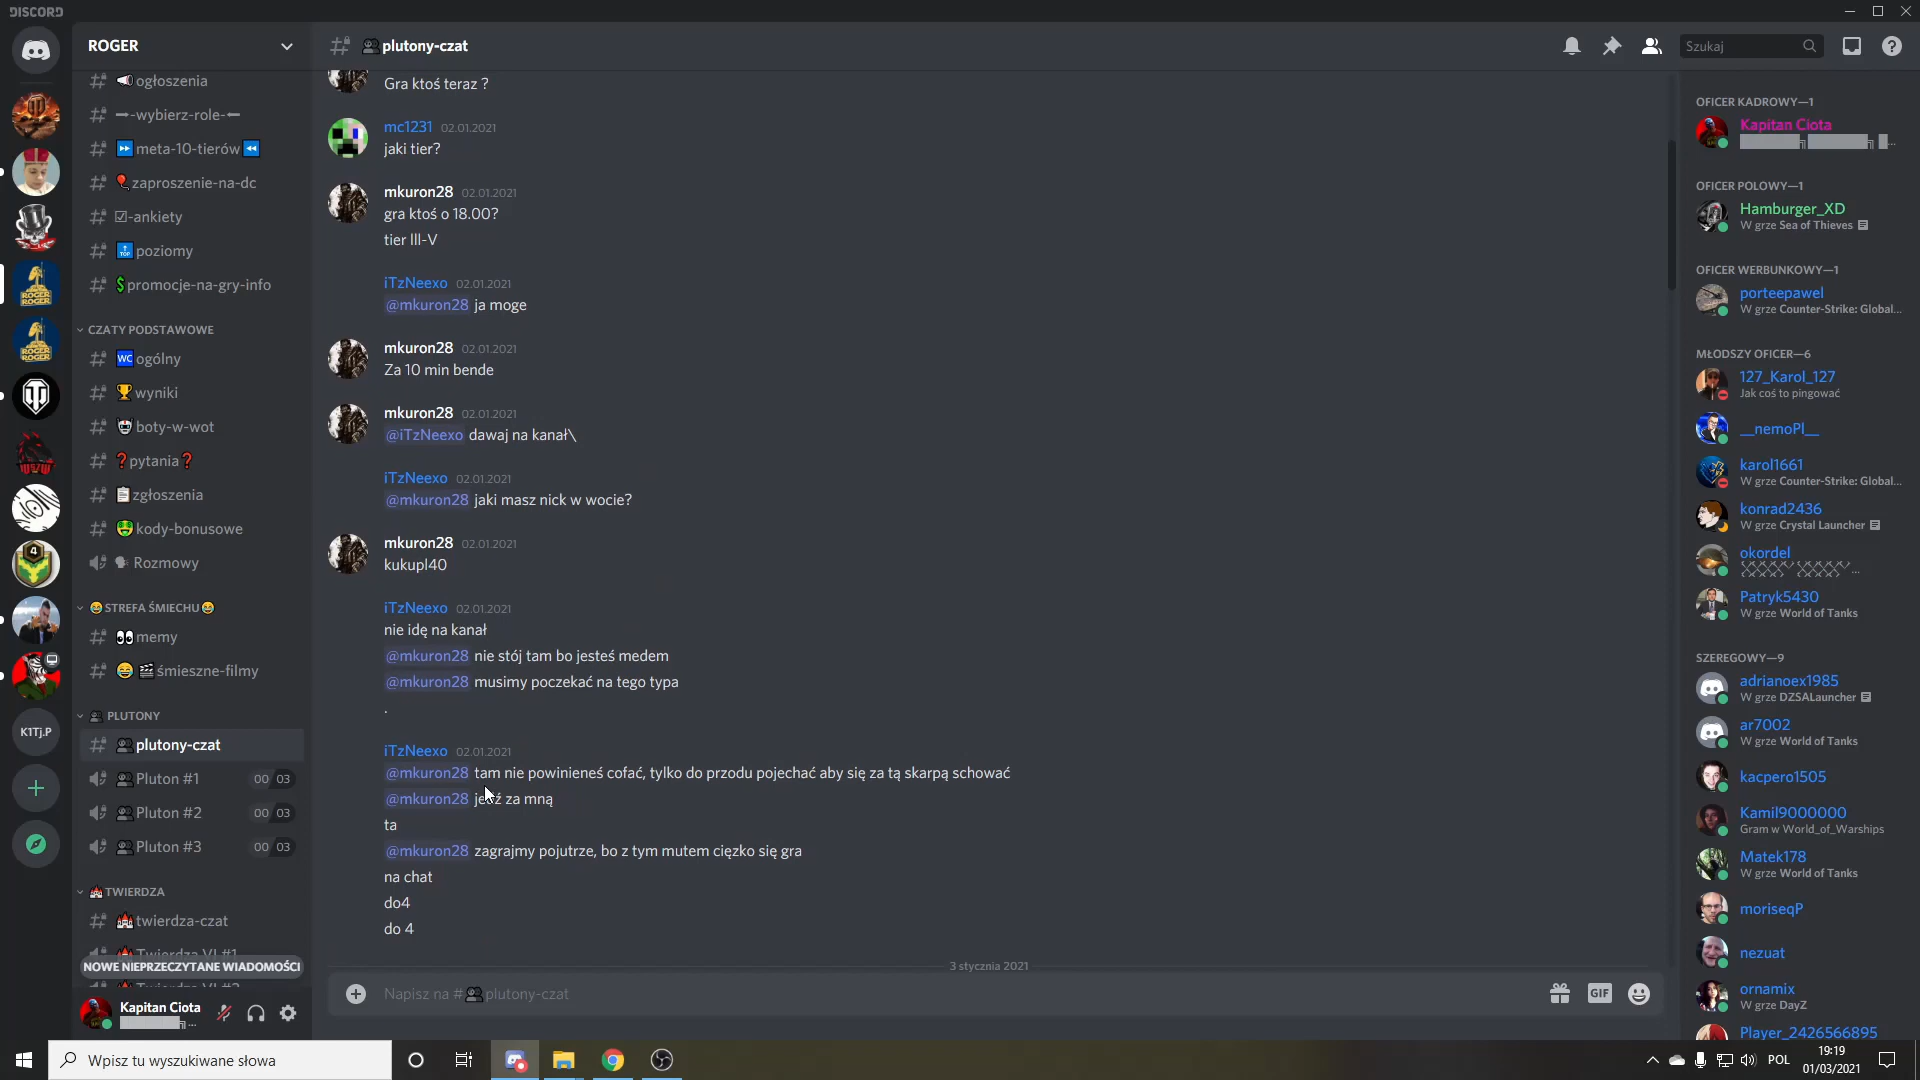 DISCORD
ROGER
ogłoszenia
-wybierz-role-
meta-10-tierów
zaproszenie-na-dc
-ankiety
TOP
poziomy
promocje-na-gry-info
CZATY PODSTAWOWE
WC ogólny
wyniki
boty-w-wot
❓pytania❓
zgłoszenia
kody-bonusowe
Rozmowy
STREFA ŚMIECHU
memy
śmieszne-filmy
PLUTONY
plutony-czat
Pluton #1 00 03
Pluton #2 00 03
Pluton #3 00 03
TWIERDZA
twierdza-czat
NOWE NIEPRZECZYTANE WIADOMOŚCI
Kapitan Ciota
ROGER ROGER
ROGER ROGER
4
K1Tj.P
plutony-czat
Szukaj
Gra ktoś teraz ?
mc1231 02.01.2021
jaki tier?
mkuron28 02.01.2021
gra ktoś o 18.00?
tier lll-V
iTzNeexo 02.01.2021
@mkuron28 ja moge
mkuron28 02.01.2021
Za 10 min bende
mkuron28 02.01.2021
@iTzNeexo dawaj na kanał\
iTzNeexo 02.01.2021
@mkuron28 jaki masz nick w wocie?
mkuron28 02.01.2021
kukupl40
iTzNeexo 02.01.2021
nie idę na kanał
@mkuron28 nie stój tam bo jesteś medem
@mkuron28 musimy poczekać na tego typa
.
iTzNeexo 02.01.2021
@mkuron28 tam nie powinieneś cofać, tylko do przodu pojechać aby się za tą skarpą schować
@mkuron28 jedź za mną
ta
@mkuron28 zagrajmy pojutrze, bo z tym mutem cięzko się gra
na chat
do4
do 4
3 stycznia 2021
Napisz na #plutony-czat
GIF
OFICER KADROWY—1
Kapitan Ciota
OFICER POLOWY—1
Hamburger_XD
W grze Sea of Thieves
OFICER WERBUNKOWY—1
porteepawel
W grze Counter-Strike: Global...
MŁODSZY OFICER—6
127_Karol_127
Jak coś to pingować
__nemoPl__
karol1661
W grze Counter-Strike: Global...
konrad2436
W grze Crystal Launcher
okordel
Patryk5430
W grze World of Tanks
SZEREGOWY—9
adrianoex1985
W grze DZSALauncher
ar7002
W grze World of Tanks
kacpero1505
Kamil9000000
Gram w World_of_Warships
Matek178
W grze World of Tanks
moriseqP
nezuat
ornamix
W grze DayZ
Player_2426566895
Wpisz tu wyszukiwane słowa
POL
19:19
01/03/2021